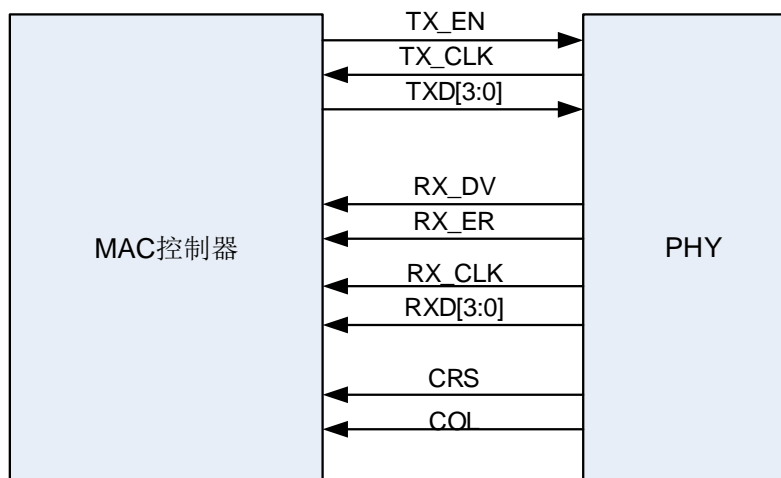 TX_EN
TX_CLK
TXD[3:0]
RX_DV
RX_ER
MAC控制器
PHY
RX_CLK
RXD[3:0]
CRS
COL